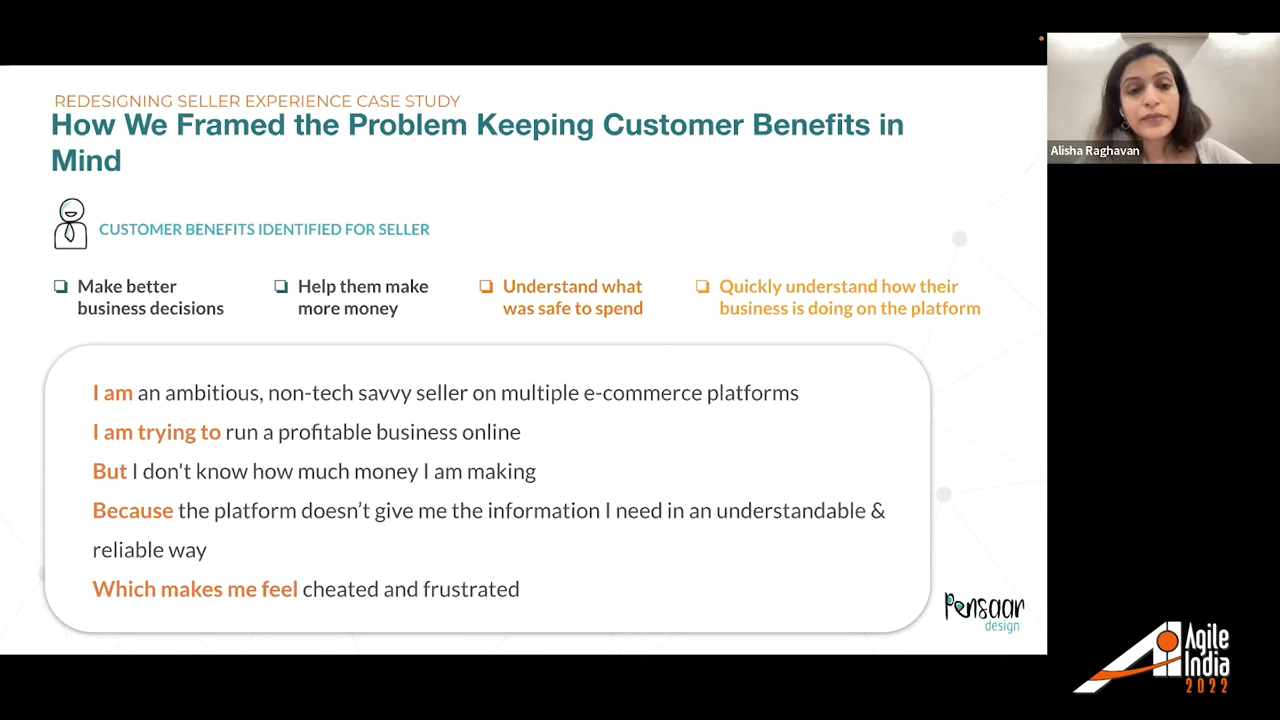 REDESIGNING SELLER EXPERIENCE CASE STUDY
How We Framed the Problem Keeping Customer Benefits in
Mind
CUSTOMER BENEFITS IDENTIFIED FOR SELLER
Make better
business decisions
Help them make
more money
Understand what
was safe to spend
Quickly understand how their
business is doing on the platform
I am an ambitious, non-tech savvy seller on multiple e-commerce platforms
I am trying to run a profitable business online
But I don't know how much money I am making
Because the platform doesn’t give me the information I need in an understandable &
reliable way
Which makes me feel cheated and frustrated
Pensaar
design
Alisha Raghavan
Agile
India
2022